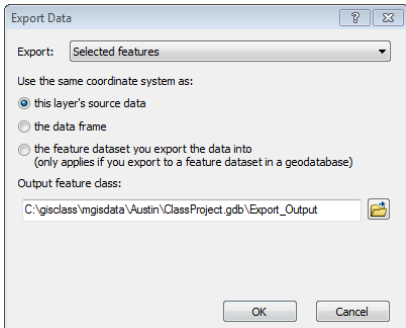 Export Data
Export: Selected features
Use the same coordinate system as:
this layer's source data
the data frame
the feature dataset you export the data into
(only applies if you export to a feature dataset in a geodatabase)
Output feature class:
C:\gisclass\mgisdata\Austin\ClassProject.gdb\Export_Output
OK Cancel